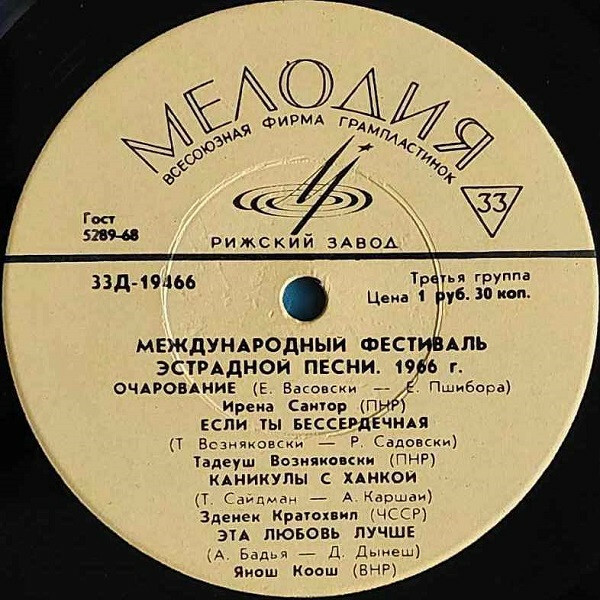 МЕЛОДИЯ
ВСЕСОЮЗНАЯ ФИРМА ГРАМПЛАСТИНОК
33
Гост
5289-68
РИЖСКИЙ ЗАВОД
33Д-19466
Третья группа
Цена 1 руб. 30 коп.
МЕЖДУНАРОДНЫЙ ФЕСТИВАЛЬ
ЭСТРАДНОЙ ПЕСНИ. 1966 г.
ОЧАРОВАНИЕ (Е. Васовски — Е. Пшибора)
Ирена Сантор (ПНР)
ЕСЛИ ТЫ БЕССЕРДЕЧНАЯ
(Т Возняковски — Р. Садовски)
Тадеуш Возняковски (ПНР)
КАНИКУЛЫ С ХАНКОЙ
(Т. Сайдман — А. Каршаи)
Зденек Кратохвил (ЧССР)
ЭТА ЛЮБОВЬ ЛУЧШЕ
(А. Бадья — Д. Дынеш)
Янош Коош (ВНР)